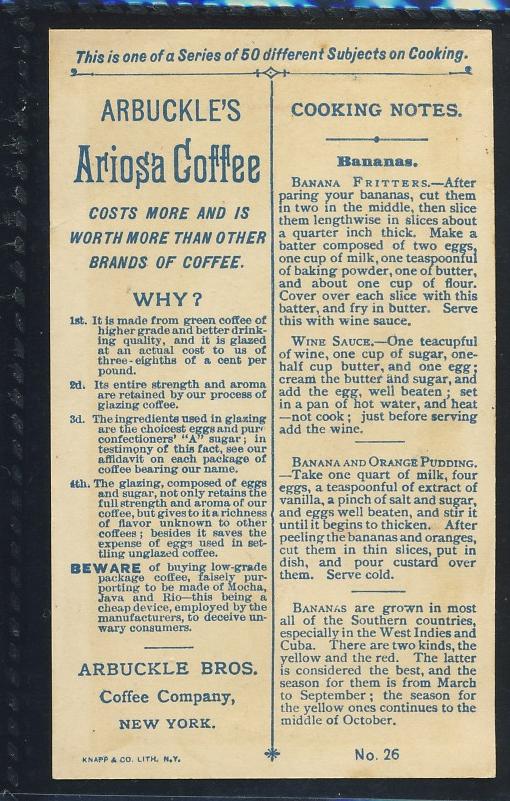 This is one of a Series of 50 different Subjects on Cooking.
ARBUCKLE'S
Ariosa Coffee
COSTS MORE AND IS
WORTH MORE THAN OTHER
BRANDS OF COFFEE.
WHY?
1st. It is made from green coffee of
higher grade and better drink-
ing quality, and it is glazed
at an actual cost to us of
three-eighths of a cent per
pound.
2d. Its entire strength and aroma
are retained by our process of
glazing coffee.
3d. The ingredients used in glazing
are the choicest eggs and pure
confectioners' "A" sugar; in
testimony of this fact, see our
affidavit on each package of
coffee bearing our name.
4th. The glazing, composed of eggs
and sugar, not only retains the
full strength and aroma of our
coffee, but gives to it a richness
of flavor unknown to other
coffees; besides it saves the
expense of eggs used in set-
tling unglazed coffee.
BEWARE of buying low-grade
package coffee, falsely pur-
porting to be made of Mocha,
Java and Rio—this being a
cheap device, employed by the
manufacturers, to deceive un-
wary consumers.
ARBUCKLE BROS.
Coffee Company,
NEW YORK.
KNAPP & CO. LITH. N.Y.
COOKING NOTES.
Bananas.
BANANA FRITTERS.—After
paring your bananas, cut them
in two in the middle, then slice
them lengthwise in slices about
a quarter inch thick. Make a
batter composed of two eggs,
one cup of milk, one teaspoonful
of baking powder, one of butter,
and about one cup of flour.
Cover over each slice with this
batter, and fry in butter. Serve
this with wine sauce.
WINE SAUCE.—One teacupful
of wine, one cup of sugar, one-
half cup butter, and one egg;
cream the butter and sugar, and
add the egg, well beaten; set
in a pan of hot water, and heat
—not cook; just before serving
add the wine.
BANANA AND ORANGE PUDDING.
—Take one quart of milk, four
eggs, a teaspoonful of extract of
vanilla, a pinch of salt and sugar,
and eggs well beaten, and stir it
until it begins to thicken. After
peeling the bananas and oranges,
cut them in thin slices, put in
dish, and pour custard over
them. Serve cold.
BANANAS are grown in most
all of the Southern countries,
especially in the West Indies and
Cuba. There are two kinds, the
yellow and the red. The latter
is considered the best, and the
season for them is from March
to September; the season for
the yellow ones continues to the
middle of October.
No. 26